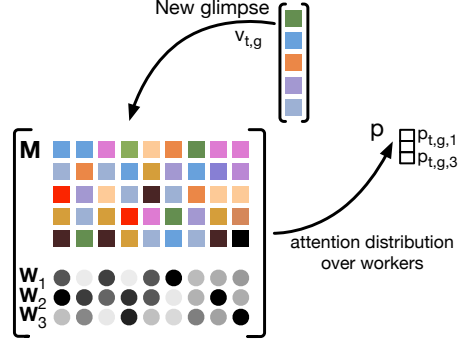 New glimpse
v_{t,g}
M
p
p_{t,g,1}
p_{t,g,3}
attention distribution
over workers
w_1
w_2
w_3